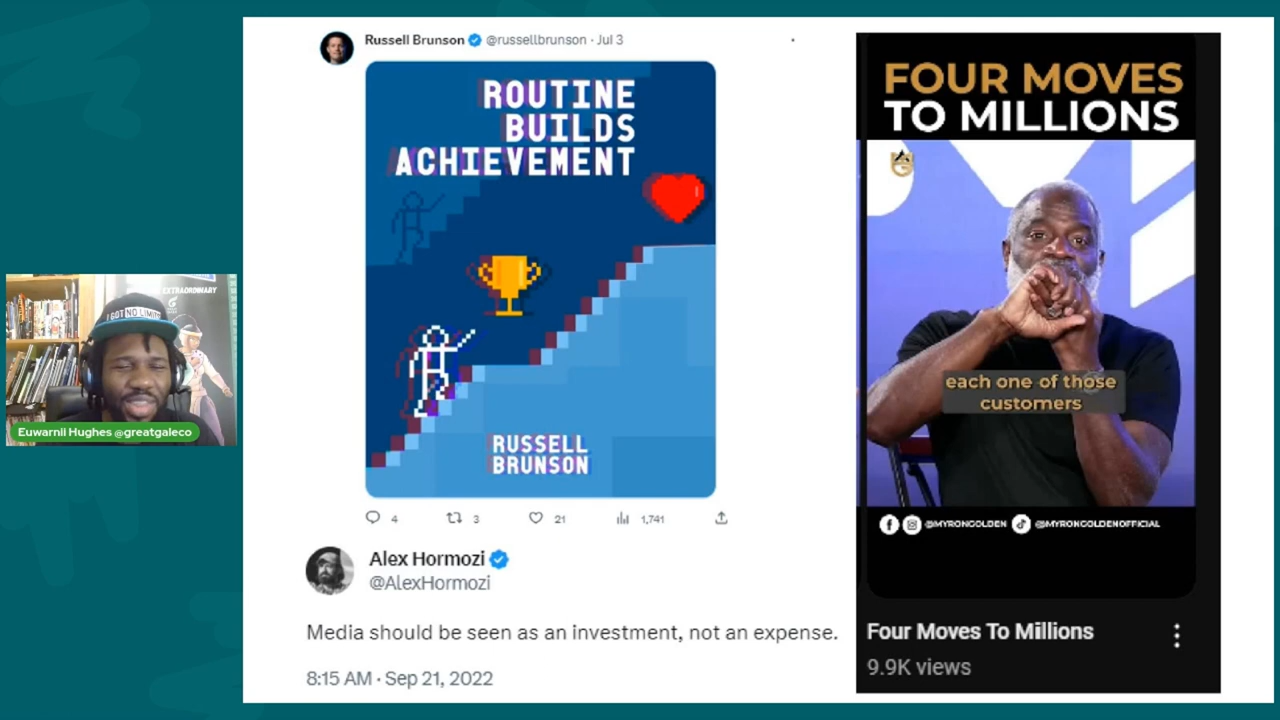 Russell Brunson @russellbrunson · Jul 3
ROUTINE
BUILDS
ACHIEVEMENT
RUSSELL
BRUNSON
4 3 21 1,741
Alex Hormozi
@AlexHormozi
Media should be seen as an investment, not an expense.
8:15 AM · Sep 21, 2022
FOUR MOVES
TO MILLIONS
each one of those
customers
@MYRONGOLDEN @MYRONGOLDENOFFICIAL
Four Moves To Millions
9.9K views
EXTRAORDINARY
I GOT NO LIMITS
Euwarnii Hughes @greatgaleco